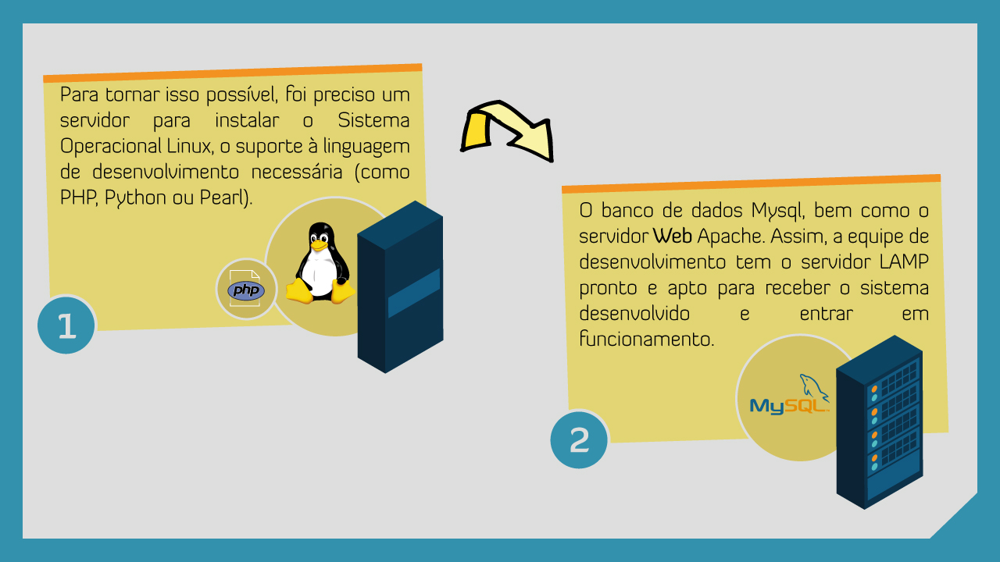 Para tornar isso possível, foi preciso um
servidor para instalar o Sistema
Operacional Linux, o suporte à linguagem
de desenvolvimento necessária (como
PHP, Python ou Pearl).
php
1
O banco de dados Mysql, bem como o
servidor Web Apache. Assim, a equipe de
desenvolvimento tem o servidor LAMP
pronto e apto para receber o sistema
desenvolvido e entrar em
funcionamento.
MySQL
2